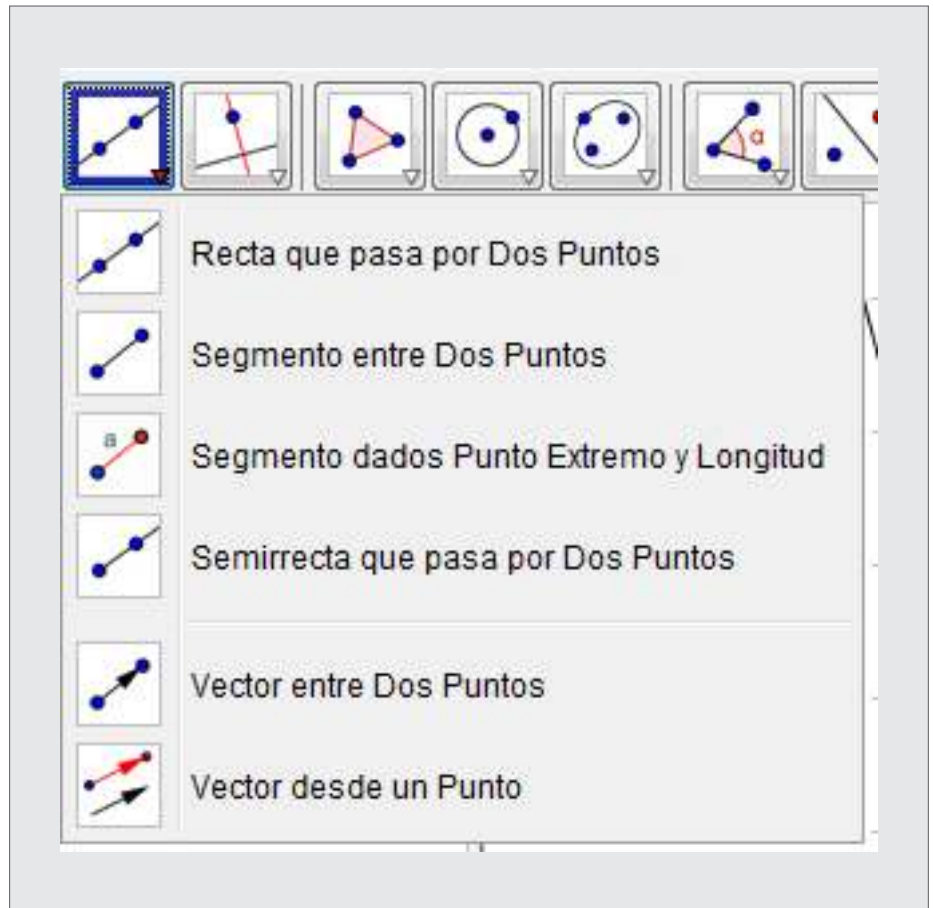 α
Recta que pasa por Dos Puntos
Segmento entre Dos Puntos
a
Segmento dados Punto Extremo y Longitud
Semirrecta que pasa por Dos Puntos
Vector entre Dos Puntos
Vector desde un Punto